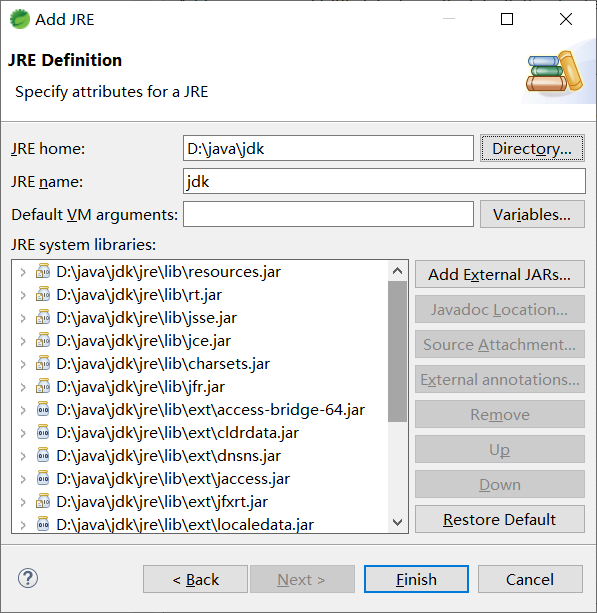 Add JRE
JRE Definition
Specify attributes for a JRE
JRE home:
D:\java\jdk
Directory...
JRE name:
jdk
Default VM arguments:
Variables...
JRE system libraries:
D:\java\jdk\jre\lib\resources.jar
D:\java\jdk\jre\lib\rt.jar
D:\java\jdk\jre\lib\jsse.jar
D:\java\jdk\jre\lib\jce.jar
D:\java\jdk\jre\lib\charsets.jar
D:\java\jdk\jre\lib\jfr.jar
D:\java\jdk\jre\lib\ext\access-bridge-64.jar
D:\java\jdk\jre\lib\ext\cldrdata.jar
D:\java\jdk\jre\lib\ext\dnsns.jar
D:\java\jdk\jre\lib\ext\jaccess.jar
D:\java\jdk\jre\lib\ext\jfxrt.jar
D:\java\jdk\jre\lib\ext\localedata.jar
Add External JARs...
Javadoc Location...
Source Attachment...
External annotations...
Remove
Up
Down
Restore Default
?
< Back
Next >
Finish
Cancel